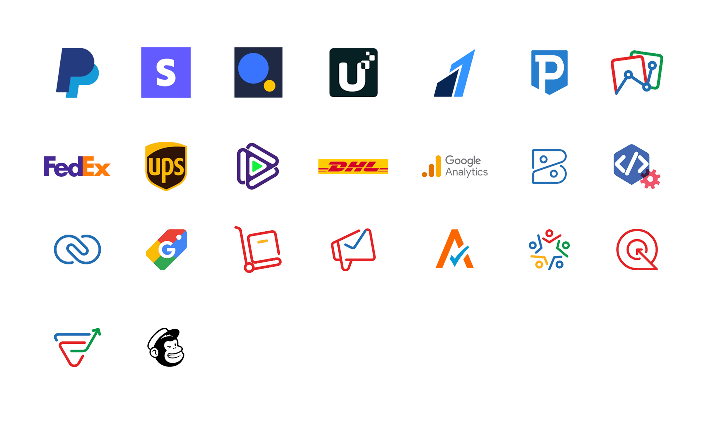 P
S
U
P
FedEx
ups
DHL
Google
Analytics
B
</>
G